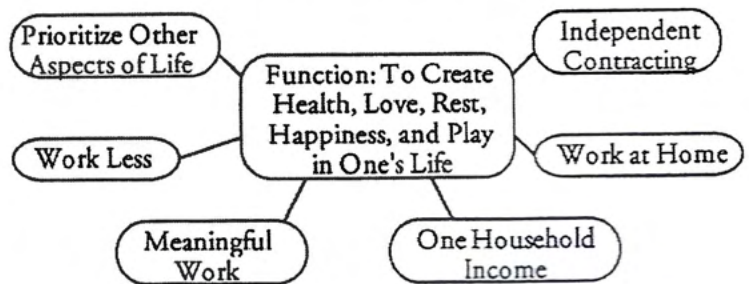 Prioritize Other
Aspects of Life
Function: To Create
Health, Love, Rest,
Happiness, and Play
in One's Life
Independent
Contracting
Work Less
Work at Home
Meaningful
Work
One Household
Income